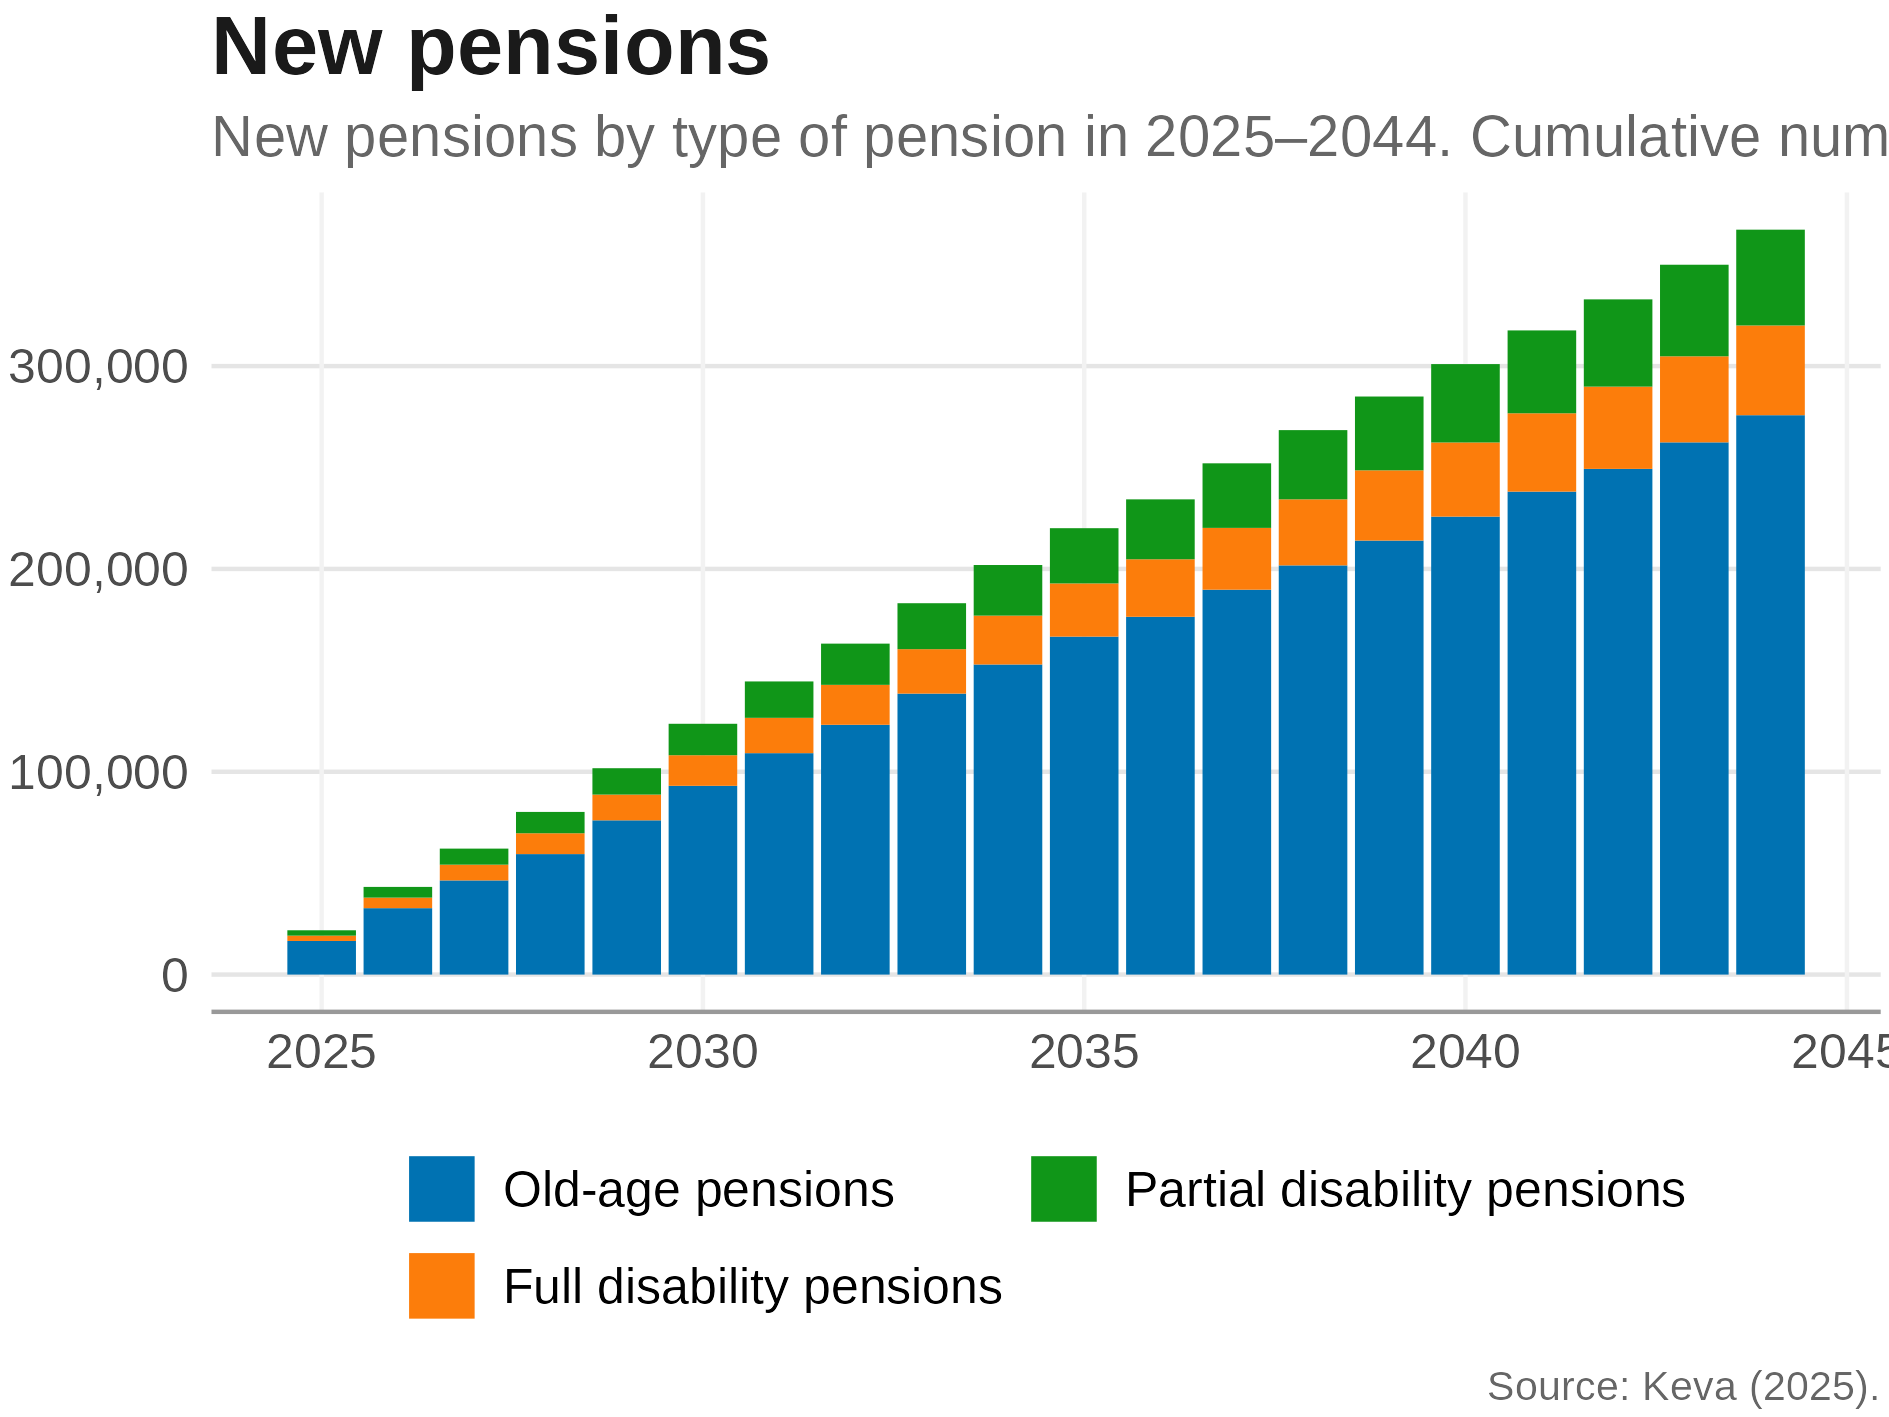 New pensions
New pensions by type of pension in 2025–2044. Cumulative num
300,000
200,000
100,000
0
2025 2030 2035 2040 2045
Old-age pensions Partial disability pensions
Full disability pensions
Source: Keva (2025).